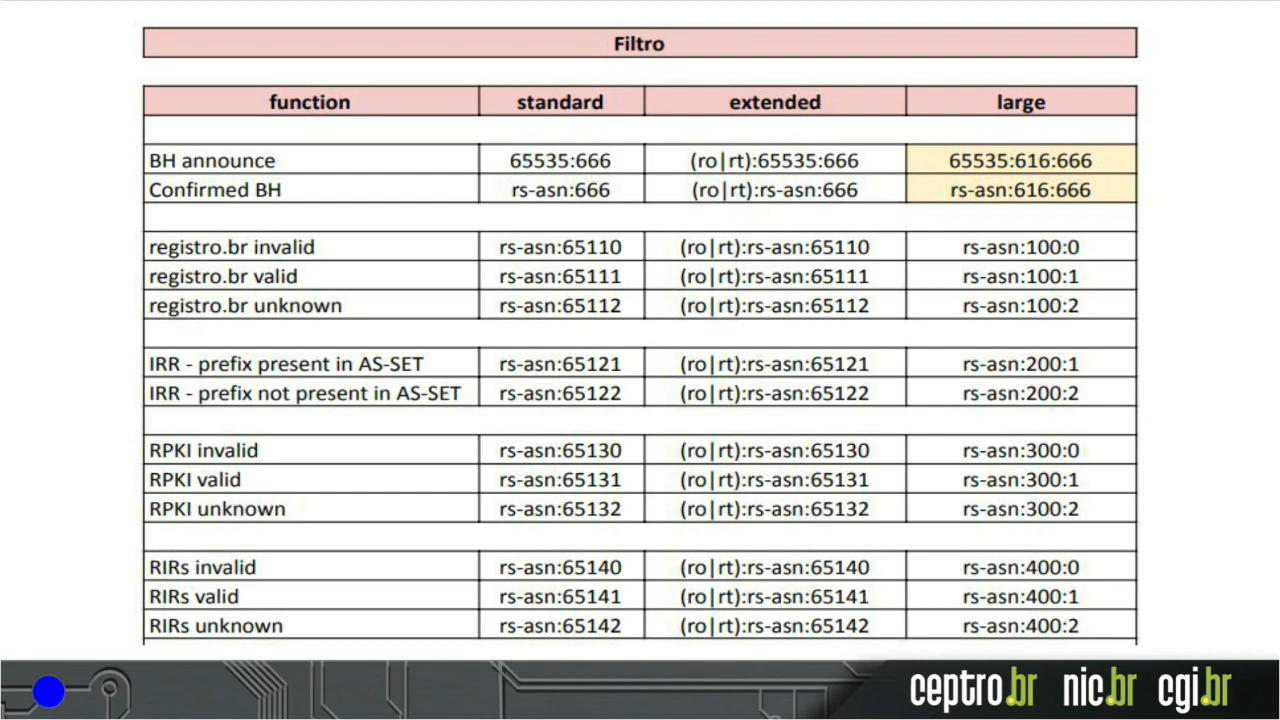 Filtro
function standard extended large
BH announce 65535:666 (ro|rt):65535:666 65535:616:666
Confirmed BH rs-asn:666 (ro|rt):rs-asn:666 rs-asn:616:666
registro.br invalid rs-asn:65110 (ro|rt):rs-asn:65110 rs-asn:100:0
registro.br valid rs-asn:65111 (ro|rt):rs-asn:65111 rs-asn:100:1
registro.br unknown rs-asn:65112 (ro|rt):rs-asn:65112 rs-asn:100:2
IRR - prefix present in AS-SET rs-asn:65121 (ro|rt):rs-asn:65121 rs-asn:200:1
IRR - prefix not present in AS-SET rs-asn:65122 (ro|rt):rs-asn:65122 rs-asn:200:2
RPKI invalid rs-asn:65130 (ro|rt):rs-asn:65130 rs-asn:300:0
RPKI valid rs-asn:65131 (ro|rt):rs-asn:65131 rs-asn:300:1
RPKI unknown rs-asn:65132 (ro|rt):rs-asn:65132 rs-asn:300:2
RIRs invalid rs-asn:65140 (ro|rt):rs-asn:65140 rs-asn:400:0
RIRs valid rs-asn:65141 (ro|rt):rs-asn:65141 rs-asn:400:1
RIRs unknown rs-asn:65142 (ro|rt):rs-asn:65142 rs-asn:400:2
ceptro.br nic.br cgi.br